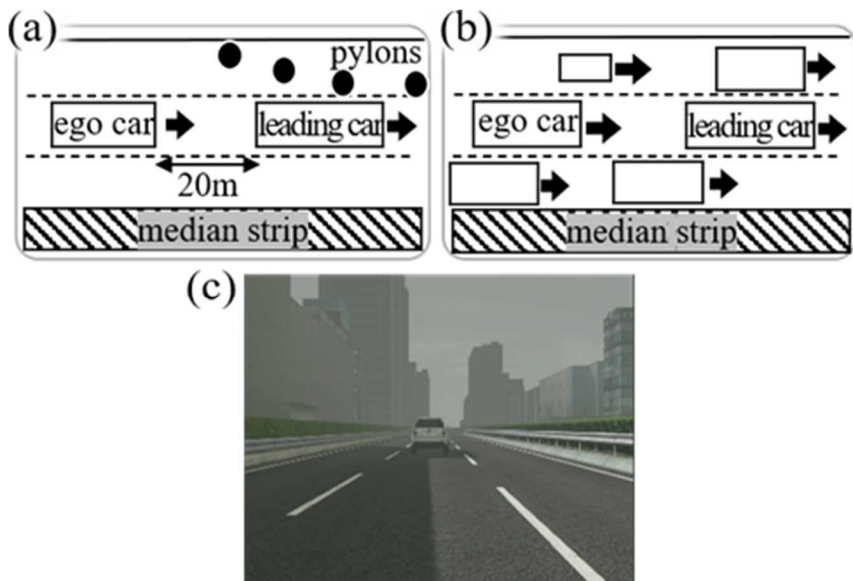 (a)
pylons
ego car
leading car
20m
median strip
(b)
ego car
leading car
median strip
(c)